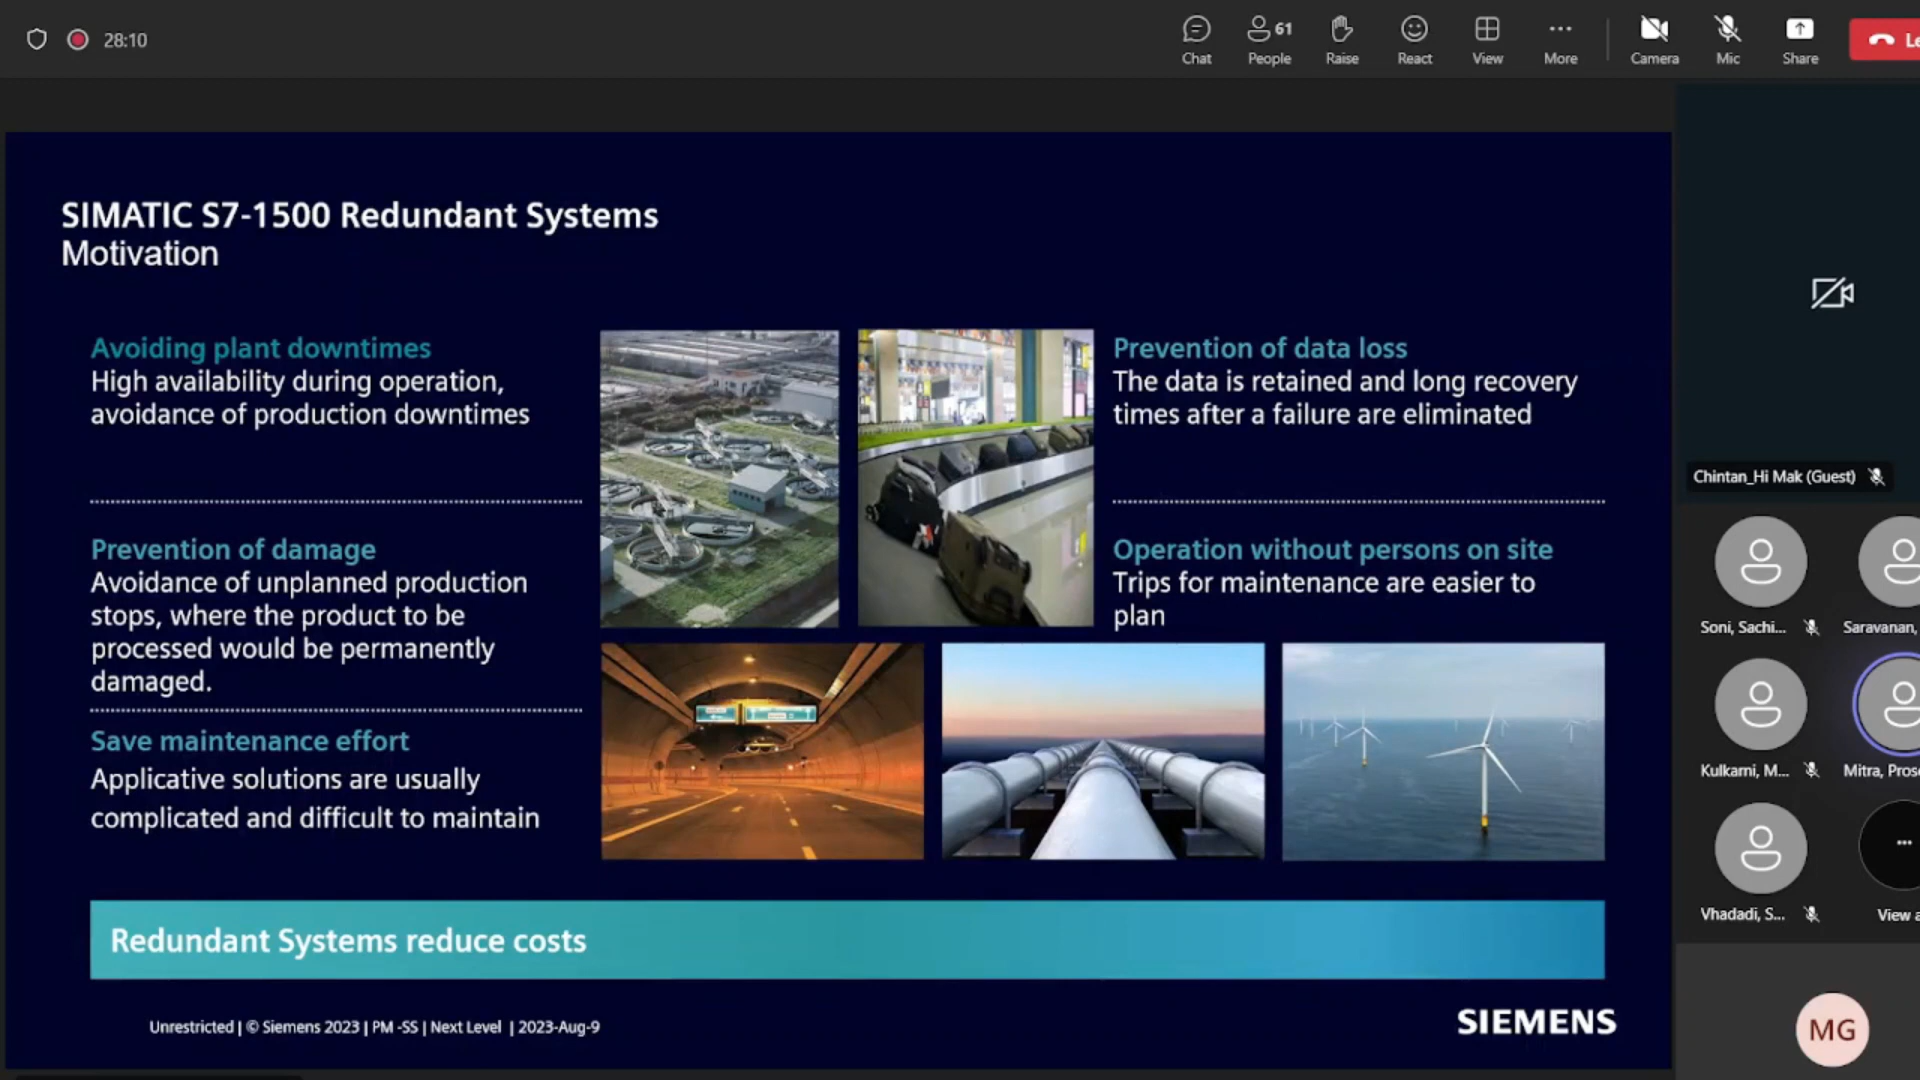 28:10
Chat
People
61
Raise
React
View
More
Camera
Mic
Share
SIMATIC S7-1500 Redundant Systems
Motivation
Avoiding plant downtimes
High availability during operation,
avoidance of production downtimes
Prevention of damage
Avoidance of unplanned production
stops, where the product to be
processed would be permanently
damaged.
Save maintenance effort
Applicative solutions are usually
complicated and difficult to maintain
Prevention of data loss
The data is retained and long recovery
times after a failure are eliminated
Operation without persons on site
Trips for maintenance are easier to
plan
Redundant Systems reduce costs
Unrestricted | © Siemens 2023 | PM -SS | Next Level | 2023-Aug-9
SIEMENS
Chintan_Hi Mak (Guest)
Soni, Sachi...
Saravanan,
Kulkarni, M...
Mitra, Pros
Vhadadi, S...
View
MG